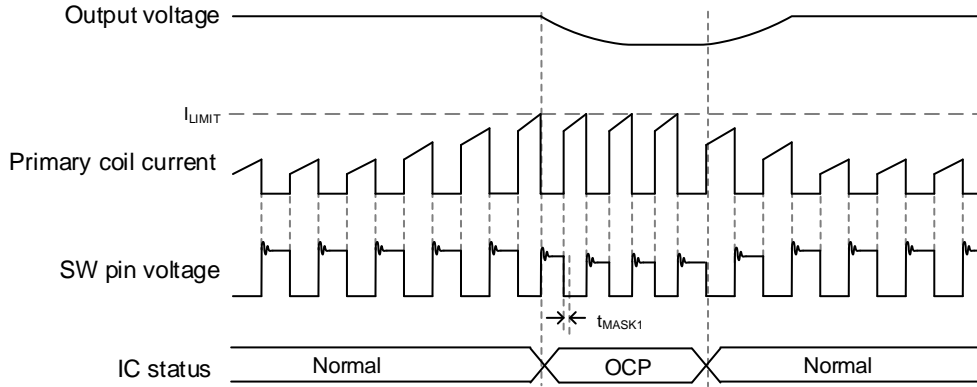 Output voltage
I_LIMIT
Primary coil current
SW pin voltage
t_MASK1
IC status
Normal
OCP
Normal